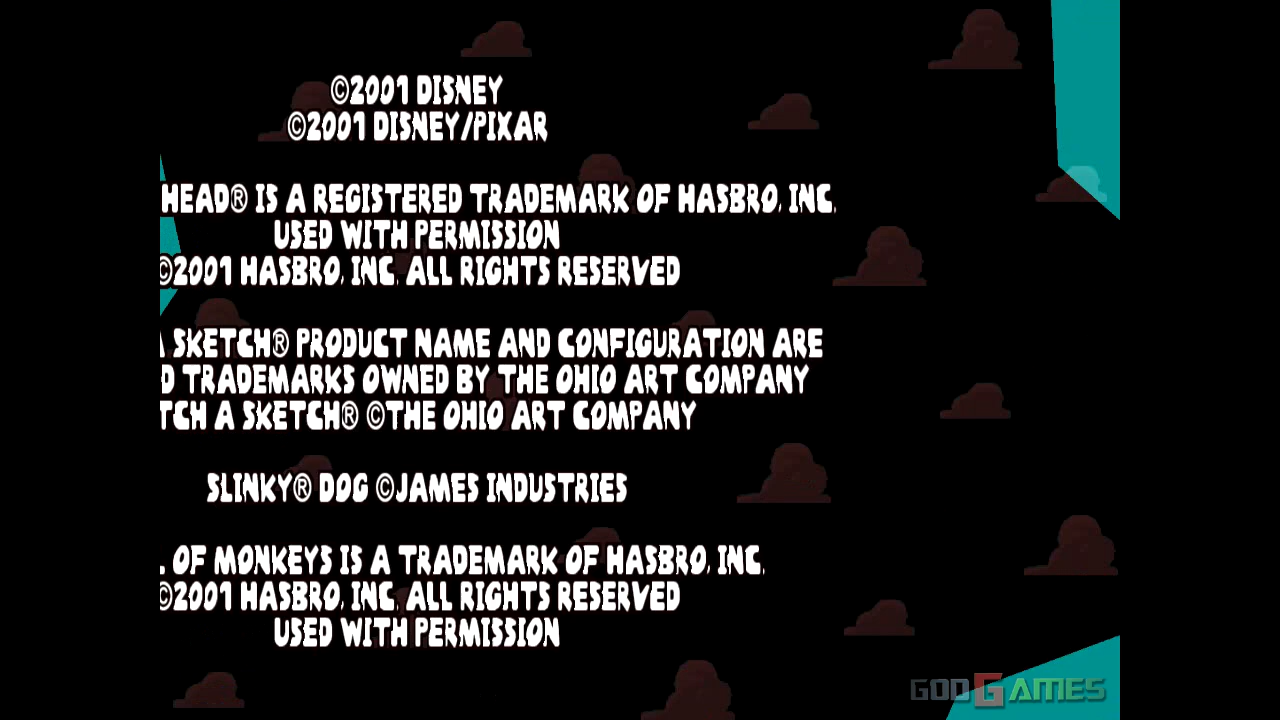 ©2001 DISNEY
©2001 DISNEY/PIXAR
HEAD® IS A REGISTERED TRADEMARK OF HASBRO, INC.
USED WITH PERMISSION
©2001 HASBRO, INC. ALL RIGHTS RESERVED
A SKETCH® PRODUCT NAME AND CONFIGURATION ARE
D TRADEMARKS OWNED BY THE OHIO ART COMPANY
TCH A SKETCH® ©THE OHIO ART COMPANY
SLINKY® DOG ©JAMES INDUSTRIES
. OF MONKEYS IS A TRADEMARK OF HASBRO, INC.
©2001 HASBRO, INC. ALL RIGHTS RESERVED
USED WITH PERMISSION
GODGAMES